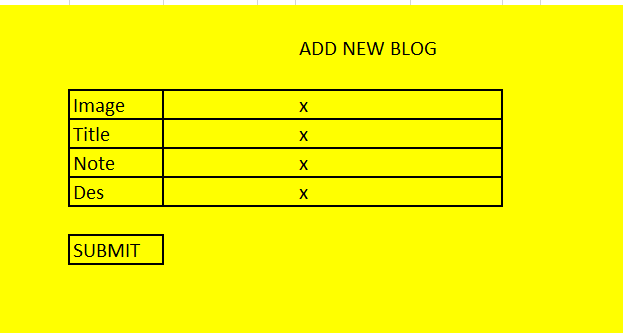 ADD NEW BLOG
Image x
Title x
Note x
Des x
SUBMIT